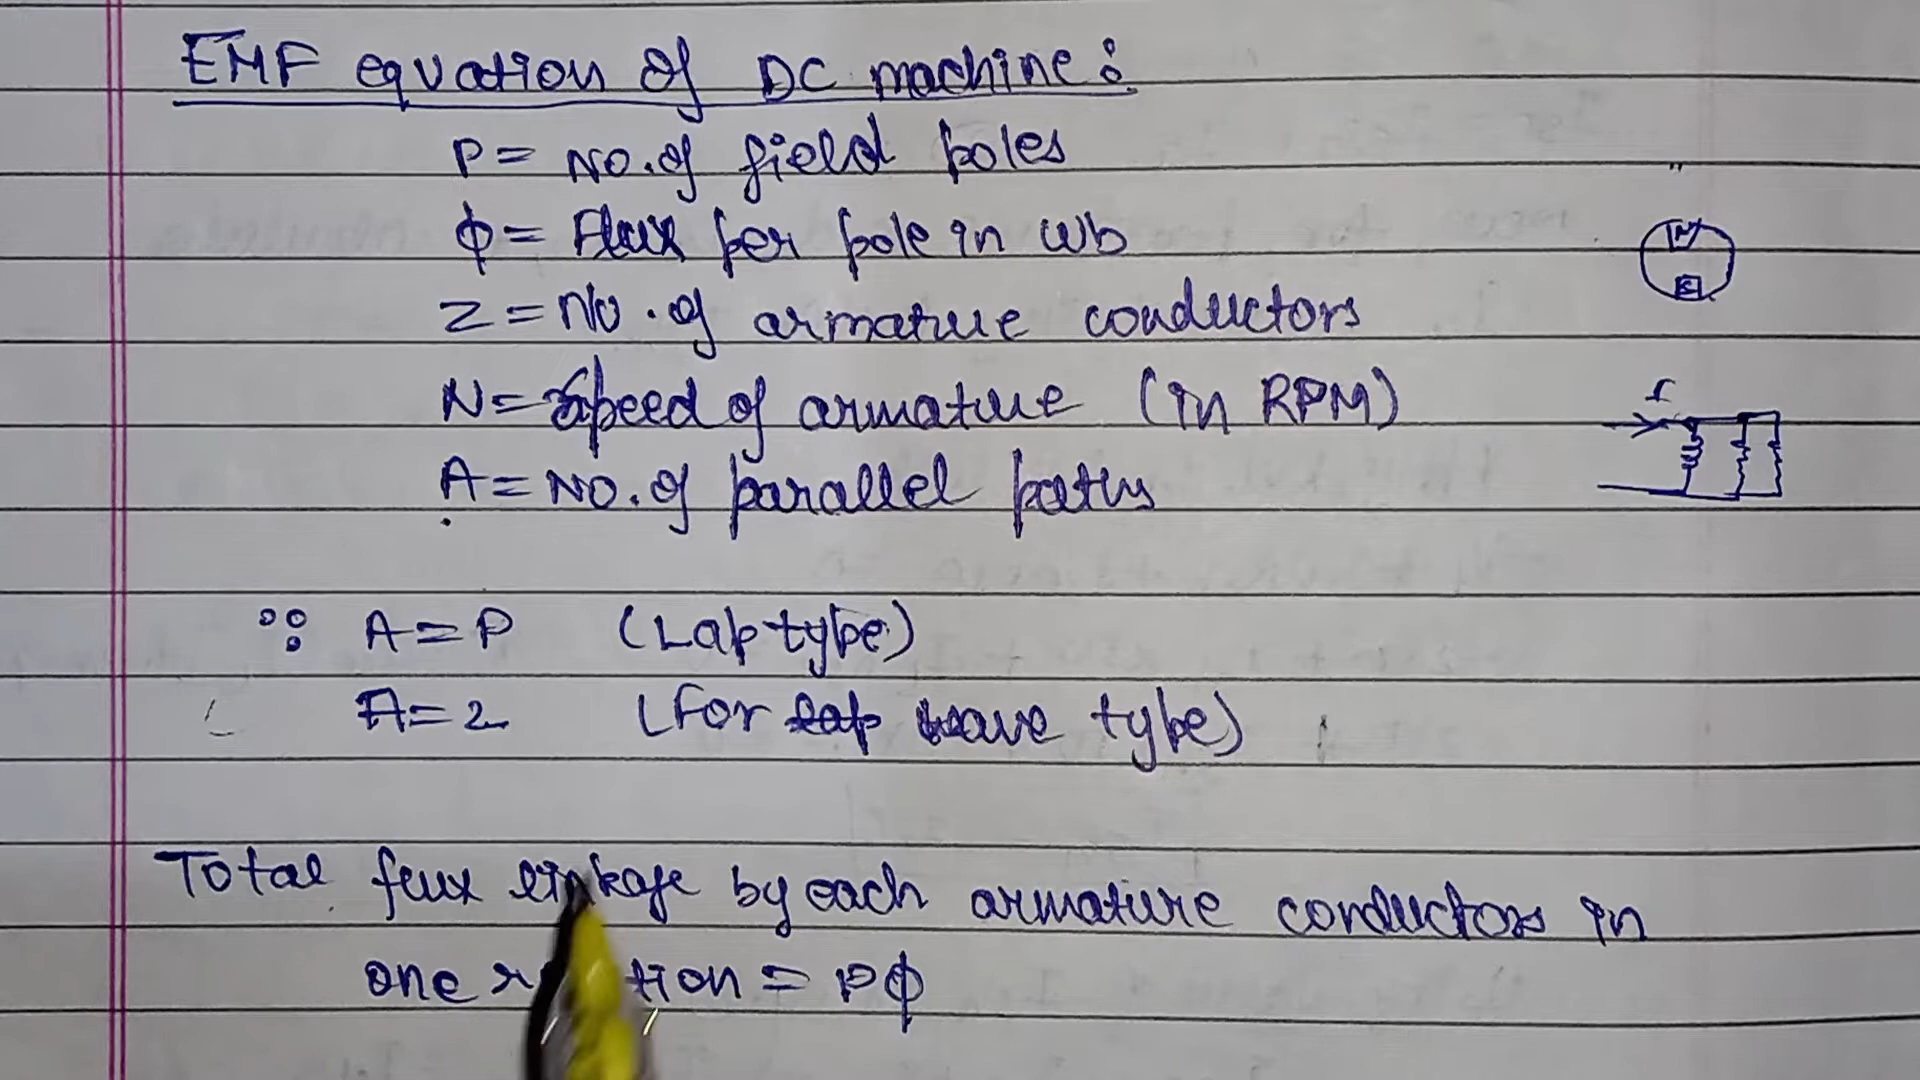 EMF equation of DC machine:
P = NO. of field poles
ϕ = Flux per pole in wb
Z = No. of armature conductors
N = Speed of armature (in RPM)
I
A = NO. of parallel paths
∵ A = P (Lap type)
A = 2 (For lap wave type)
Total flux linkage by each armature conductors in
one = Pϕ